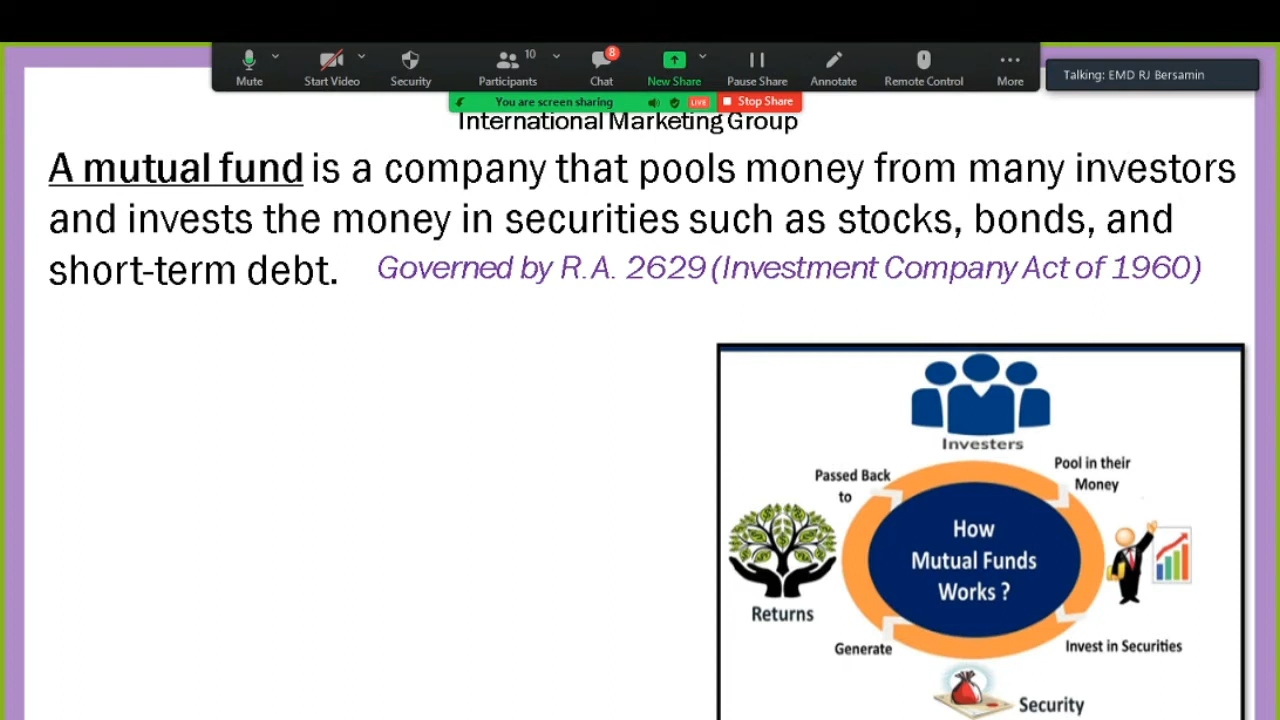 10
8
Mute
Start Video
Security
Participants
Chat
New Share
Pause Share
Annotate
Remote Control
More
Talking: EMD RJ Bersamin
You are screen sharing
LIVE
Stop Share
International Marketing Group
A mutual fund is a company that pools money from many investors
and invests the money in securities such as stocks, bonds, and
short-term debt. Governed by R.A. 2629 (Investment Company Act of 1960)
Investers
Passed Back
to
Pool in their
Money
How
Mutual Funds
Works ?
Returns
Generate
Invest in Securities
Security